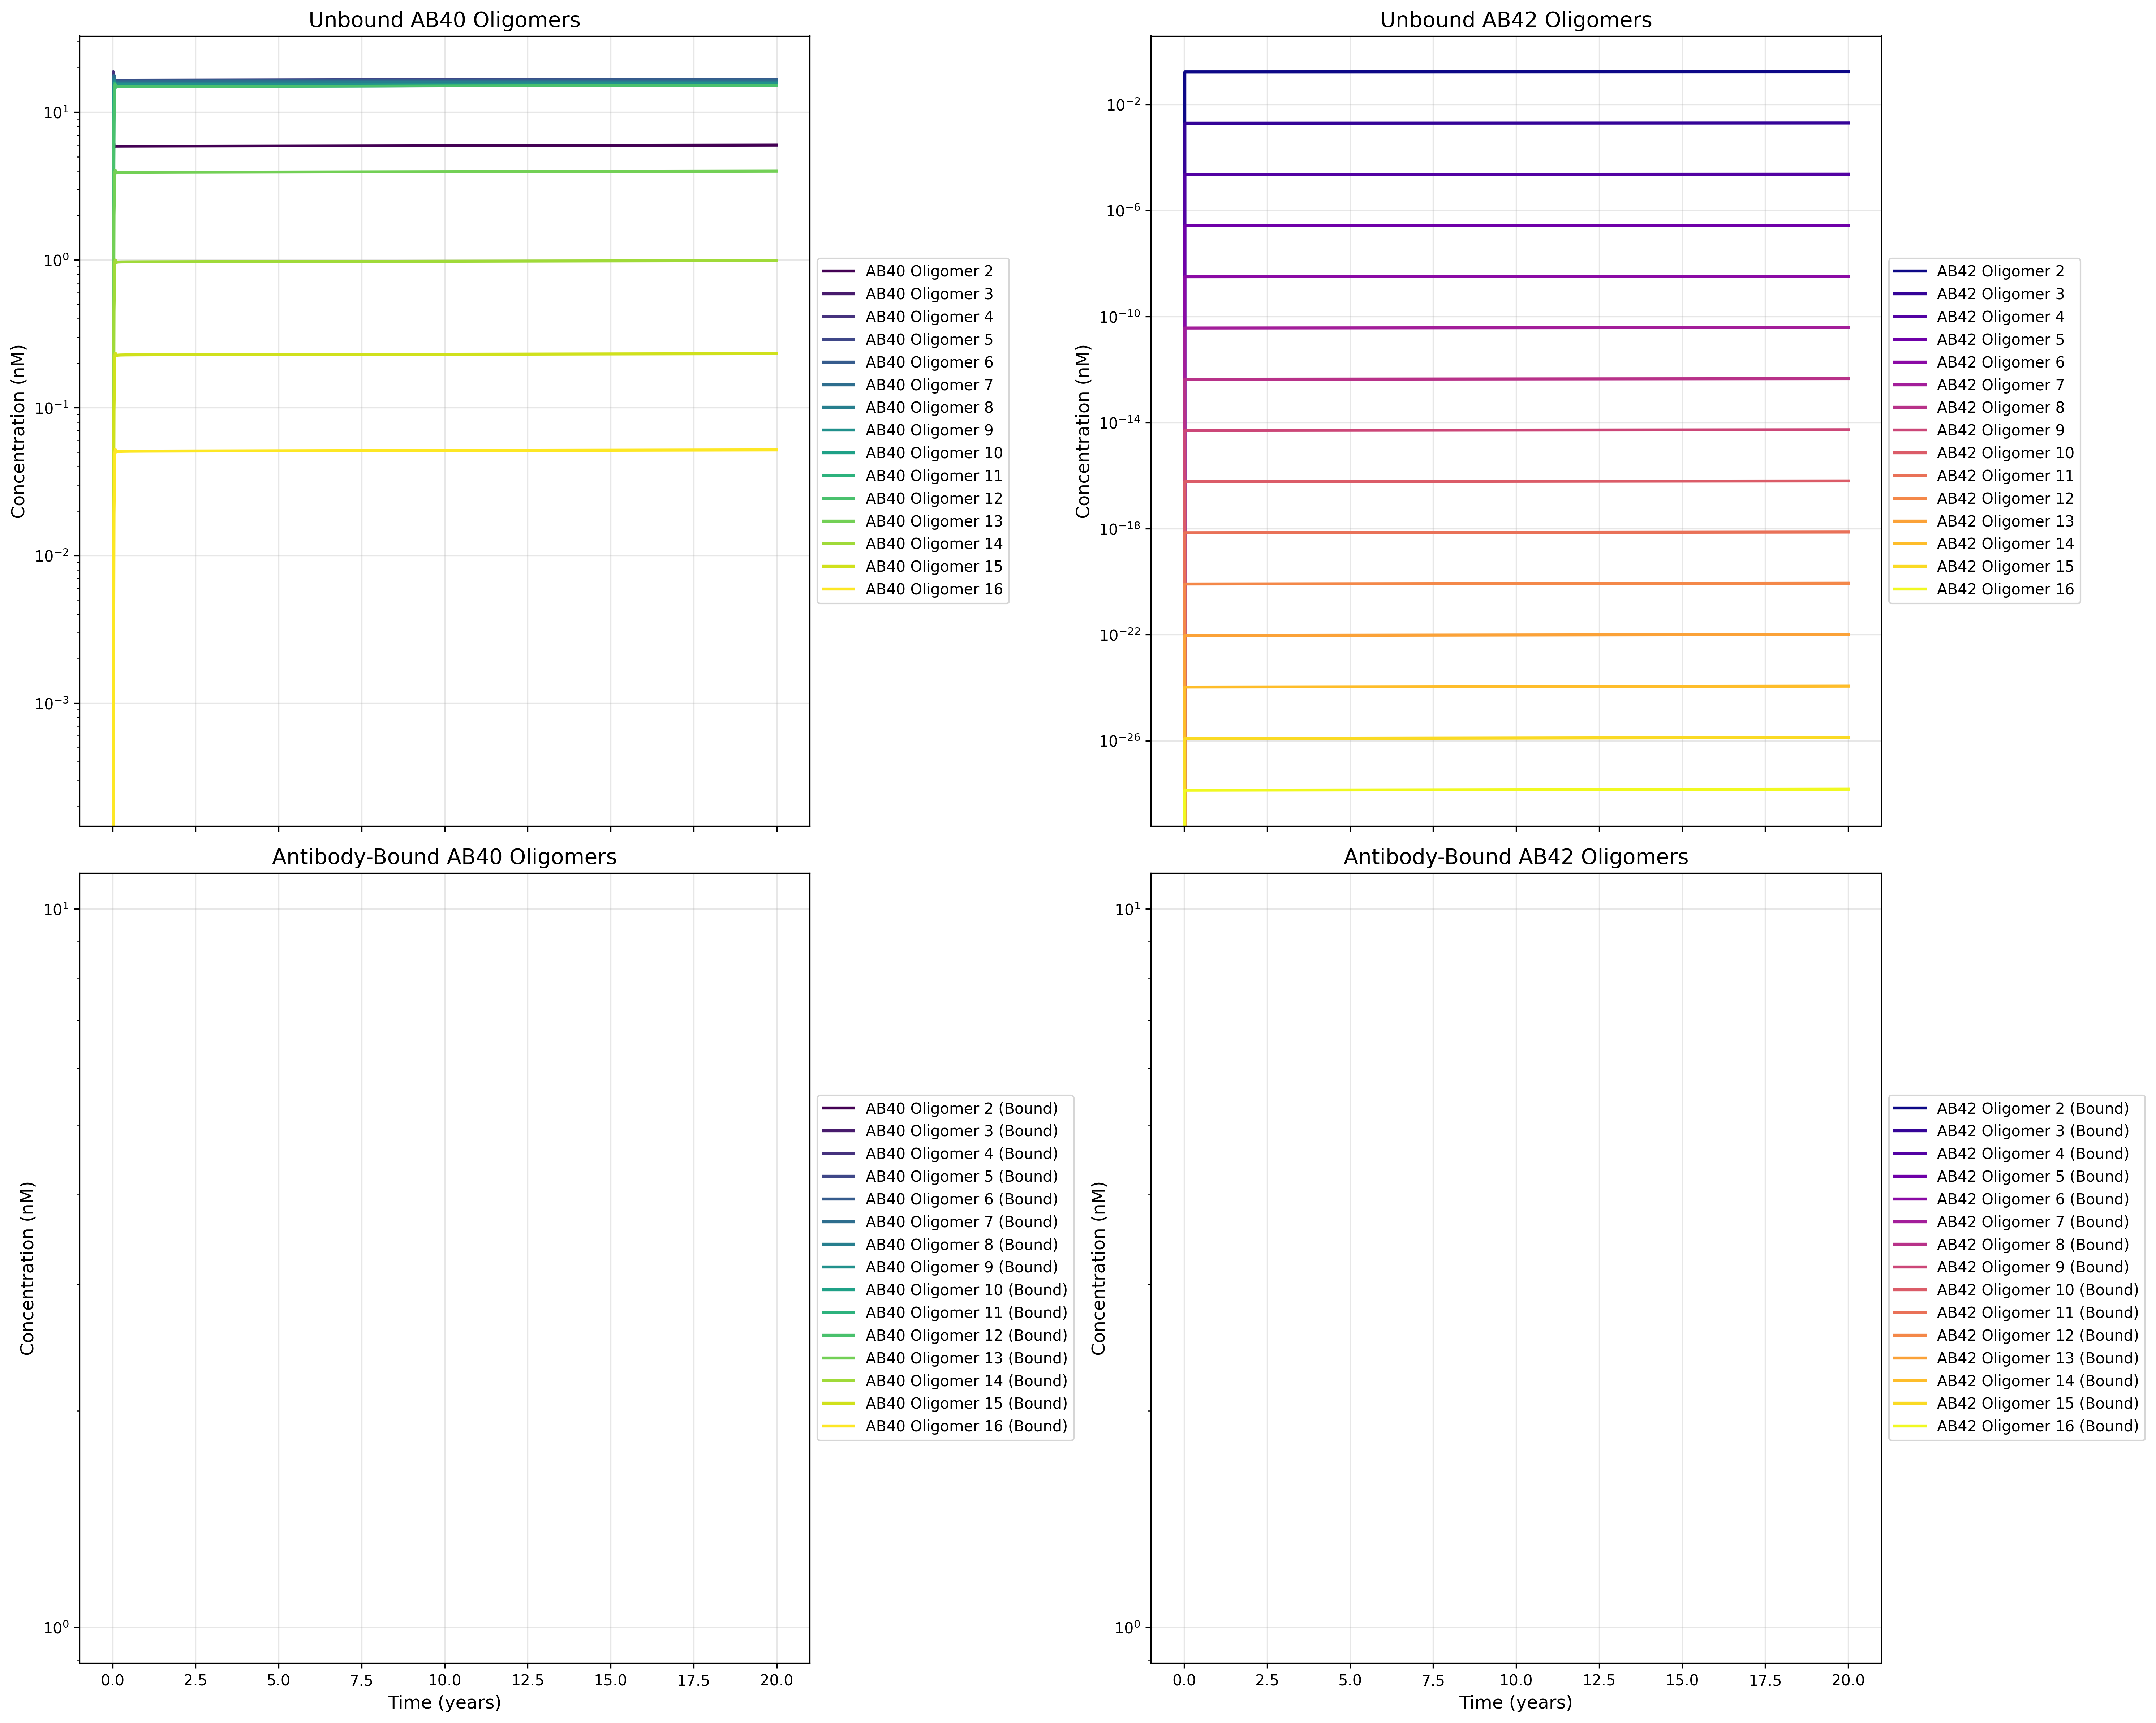 Unbound AB40 Oligomers
Concentration (nM)
10¹
10⁰
10⁻¹
10⁻²
10⁻³
AB40 Oligomer 2
AB40 Oligomer 3
AB40 Oligomer 4
AB40 Oligomer 5
AB40 Oligomer 6
AB40 Oligomer 7
AB40 Oligomer 8
AB40 Oligomer 9
AB40 Oligomer 10
AB40 Oligomer 11
AB40 Oligomer 12
AB40 Oligomer 13
AB40 Oligomer 14
AB40 Oligomer 15
AB40 Oligomer 16
Unbound AB42 Oligomers
Concentration (nM)
10⁻²
10⁻⁶
10⁻¹⁰
10⁻¹⁴
10⁻¹⁸
10⁻²²
10⁻²⁶
AB42 Oligomer 2
AB42 Oligomer 3
AB42 Oligomer 4
AB42 Oligomer 5
AB42 Oligomer 6
AB42 Oligomer 7
AB42 Oligomer 8
AB42 Oligomer 9
AB42 Oligomer 10
AB42 Oligomer 11
AB42 Oligomer 12
AB42 Oligomer 13
AB42 Oligomer 14
AB42 Oligomer 15
AB42 Oligomer 16
Antibody-Bound AB40 Oligomers
Concentration (nM)
10¹
10⁰
0.0 2.5 5.0 7.5 10.0 12.5 15.0 17.5 20.0
Time (years)
AB40 Oligomer 2 (Bound)
AB40 Oligomer 3 (Bound)
AB40 Oligomer 4 (Bound)
AB40 Oligomer 5 (Bound)
AB40 Oligomer 6 (Bound)
AB40 Oligomer 7 (Bound)
AB40 Oligomer 8 (Bound)
AB40 Oligomer 9 (Bound)
AB40 Oligomer 10 (Bound)
AB40 Oligomer 11 (Bound)
AB40 Oligomer 12 (Bound)
AB40 Oligomer 13 (Bound)
AB40 Oligomer 14 (Bound)
AB40 Oligomer 15 (Bound)
AB40 Oligomer 16 (Bound)
Antibody-Bound AB42 Oligomers
Concentration (nM)
10¹
10⁰
0.0 2.5 5.0 7.5 10.0 12.5 15.0 17.5 20.0
Time (years)
AB42 Oligomer 2 (Bound)
AB42 Oligomer 3 (Bound)
AB42 Oligomer 4 (Bound)
AB42 Oligomer 5 (Bound)
AB42 Oligomer 6 (Bound)
AB42 Oligomer 7 (Bound)
AB42 Oligomer 8 (Bound)
AB42 Oligomer 9 (Bound)
AB42 Oligomer 10 (Bound)
AB42 Oligomer 11 (Bound)
AB42 Oligomer 12 (Bound)
AB42 Oligomer 13 (Bound)
AB42 Oligomer 14 (Bound)
AB42 Oligomer 15 (Bound)
AB42 Oligomer 16 (Bound)